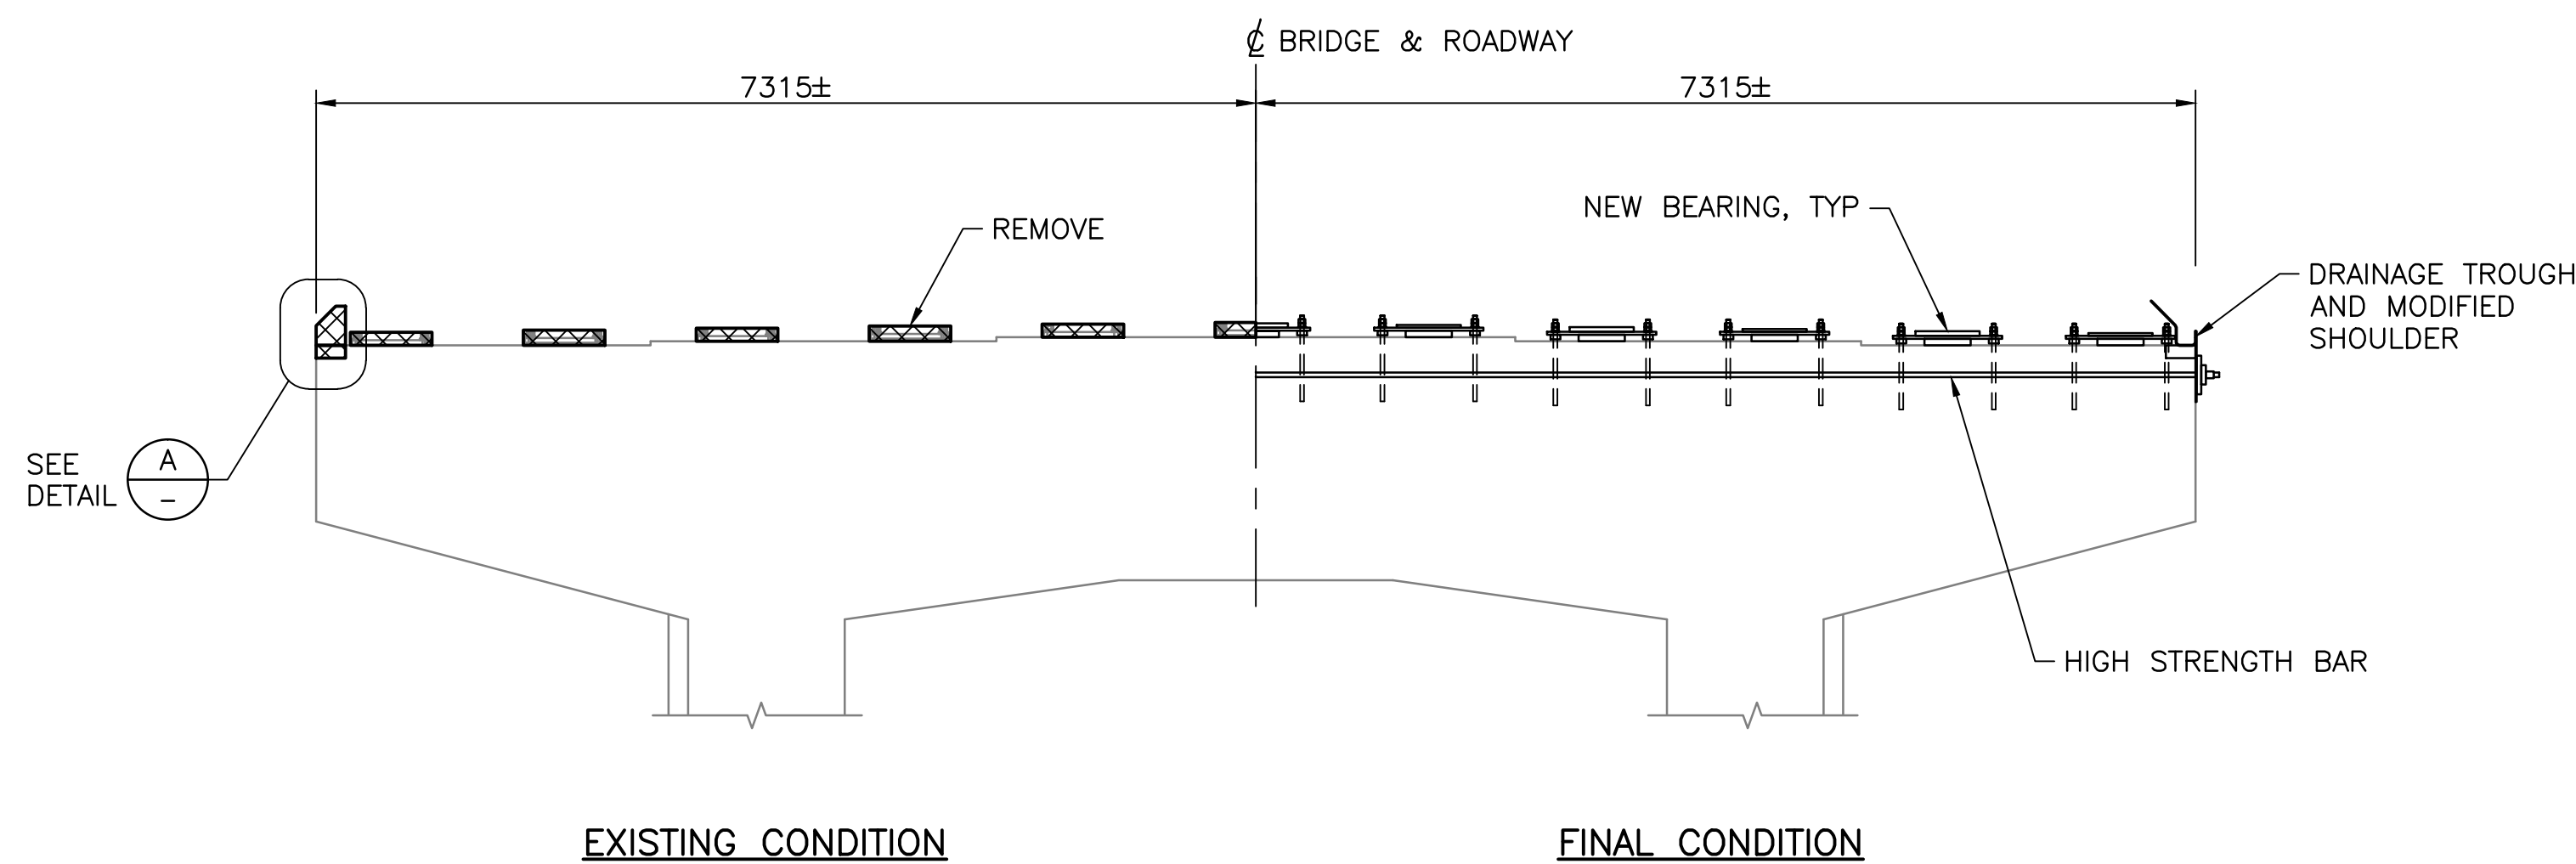 ℄ BRIDGE & ROADWAY
7315±
7315±
NEW BEARING, TYP
REMOVE
DRAINAGE TROUGH
AND MODIFIED
SHOULDER
SEE
DETAIL
A
–
HIGH STRENGTH BAR
EXISTING CONDITION
FINAL CONDITION